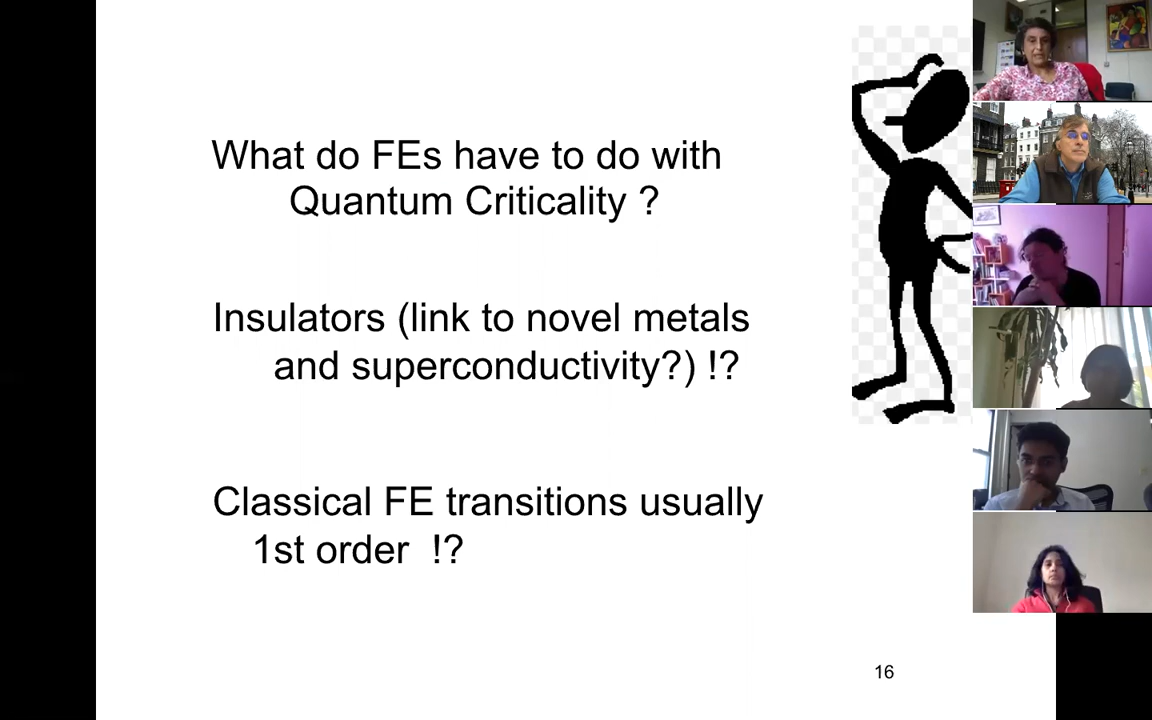 What do FEs have to do with
Quantum Criticality ?
Insulators (link to novel metals
and superconductivity?) !?
Classical FE transitions usually
1st order !?
16